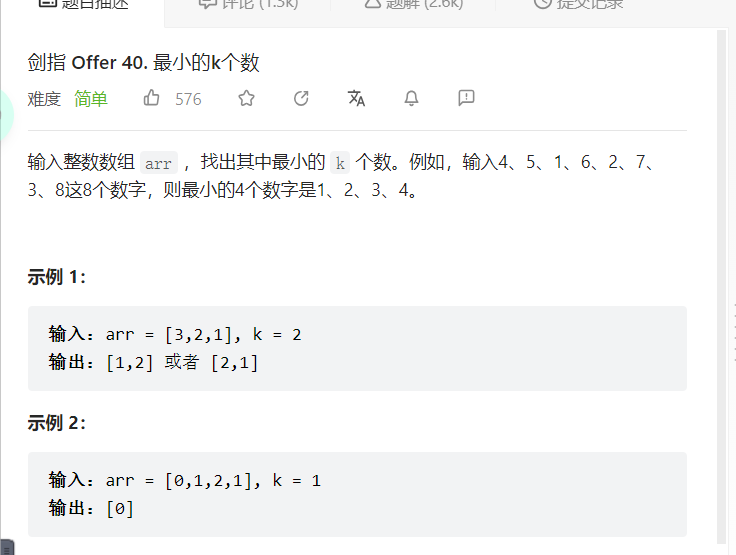 题目描述 评论 (1.3k) 题解 (2.6k) 提交记录
剑指 Offer 40. 最小的k个数
难度 简单 576
输入整数数组 arr ，找出其中最小的 k 个数。例如，输入4、5、1、6、2、7、
3、8这8个数字，则最小的4个数字是1、2、3、4。
示例 1：
输入：arr = [3,2,1], k = 2
输出：[1,2] 或者 [2,1]
示例 2：
输入：arr = [0,1,2,1], k = 1
输出：[0]